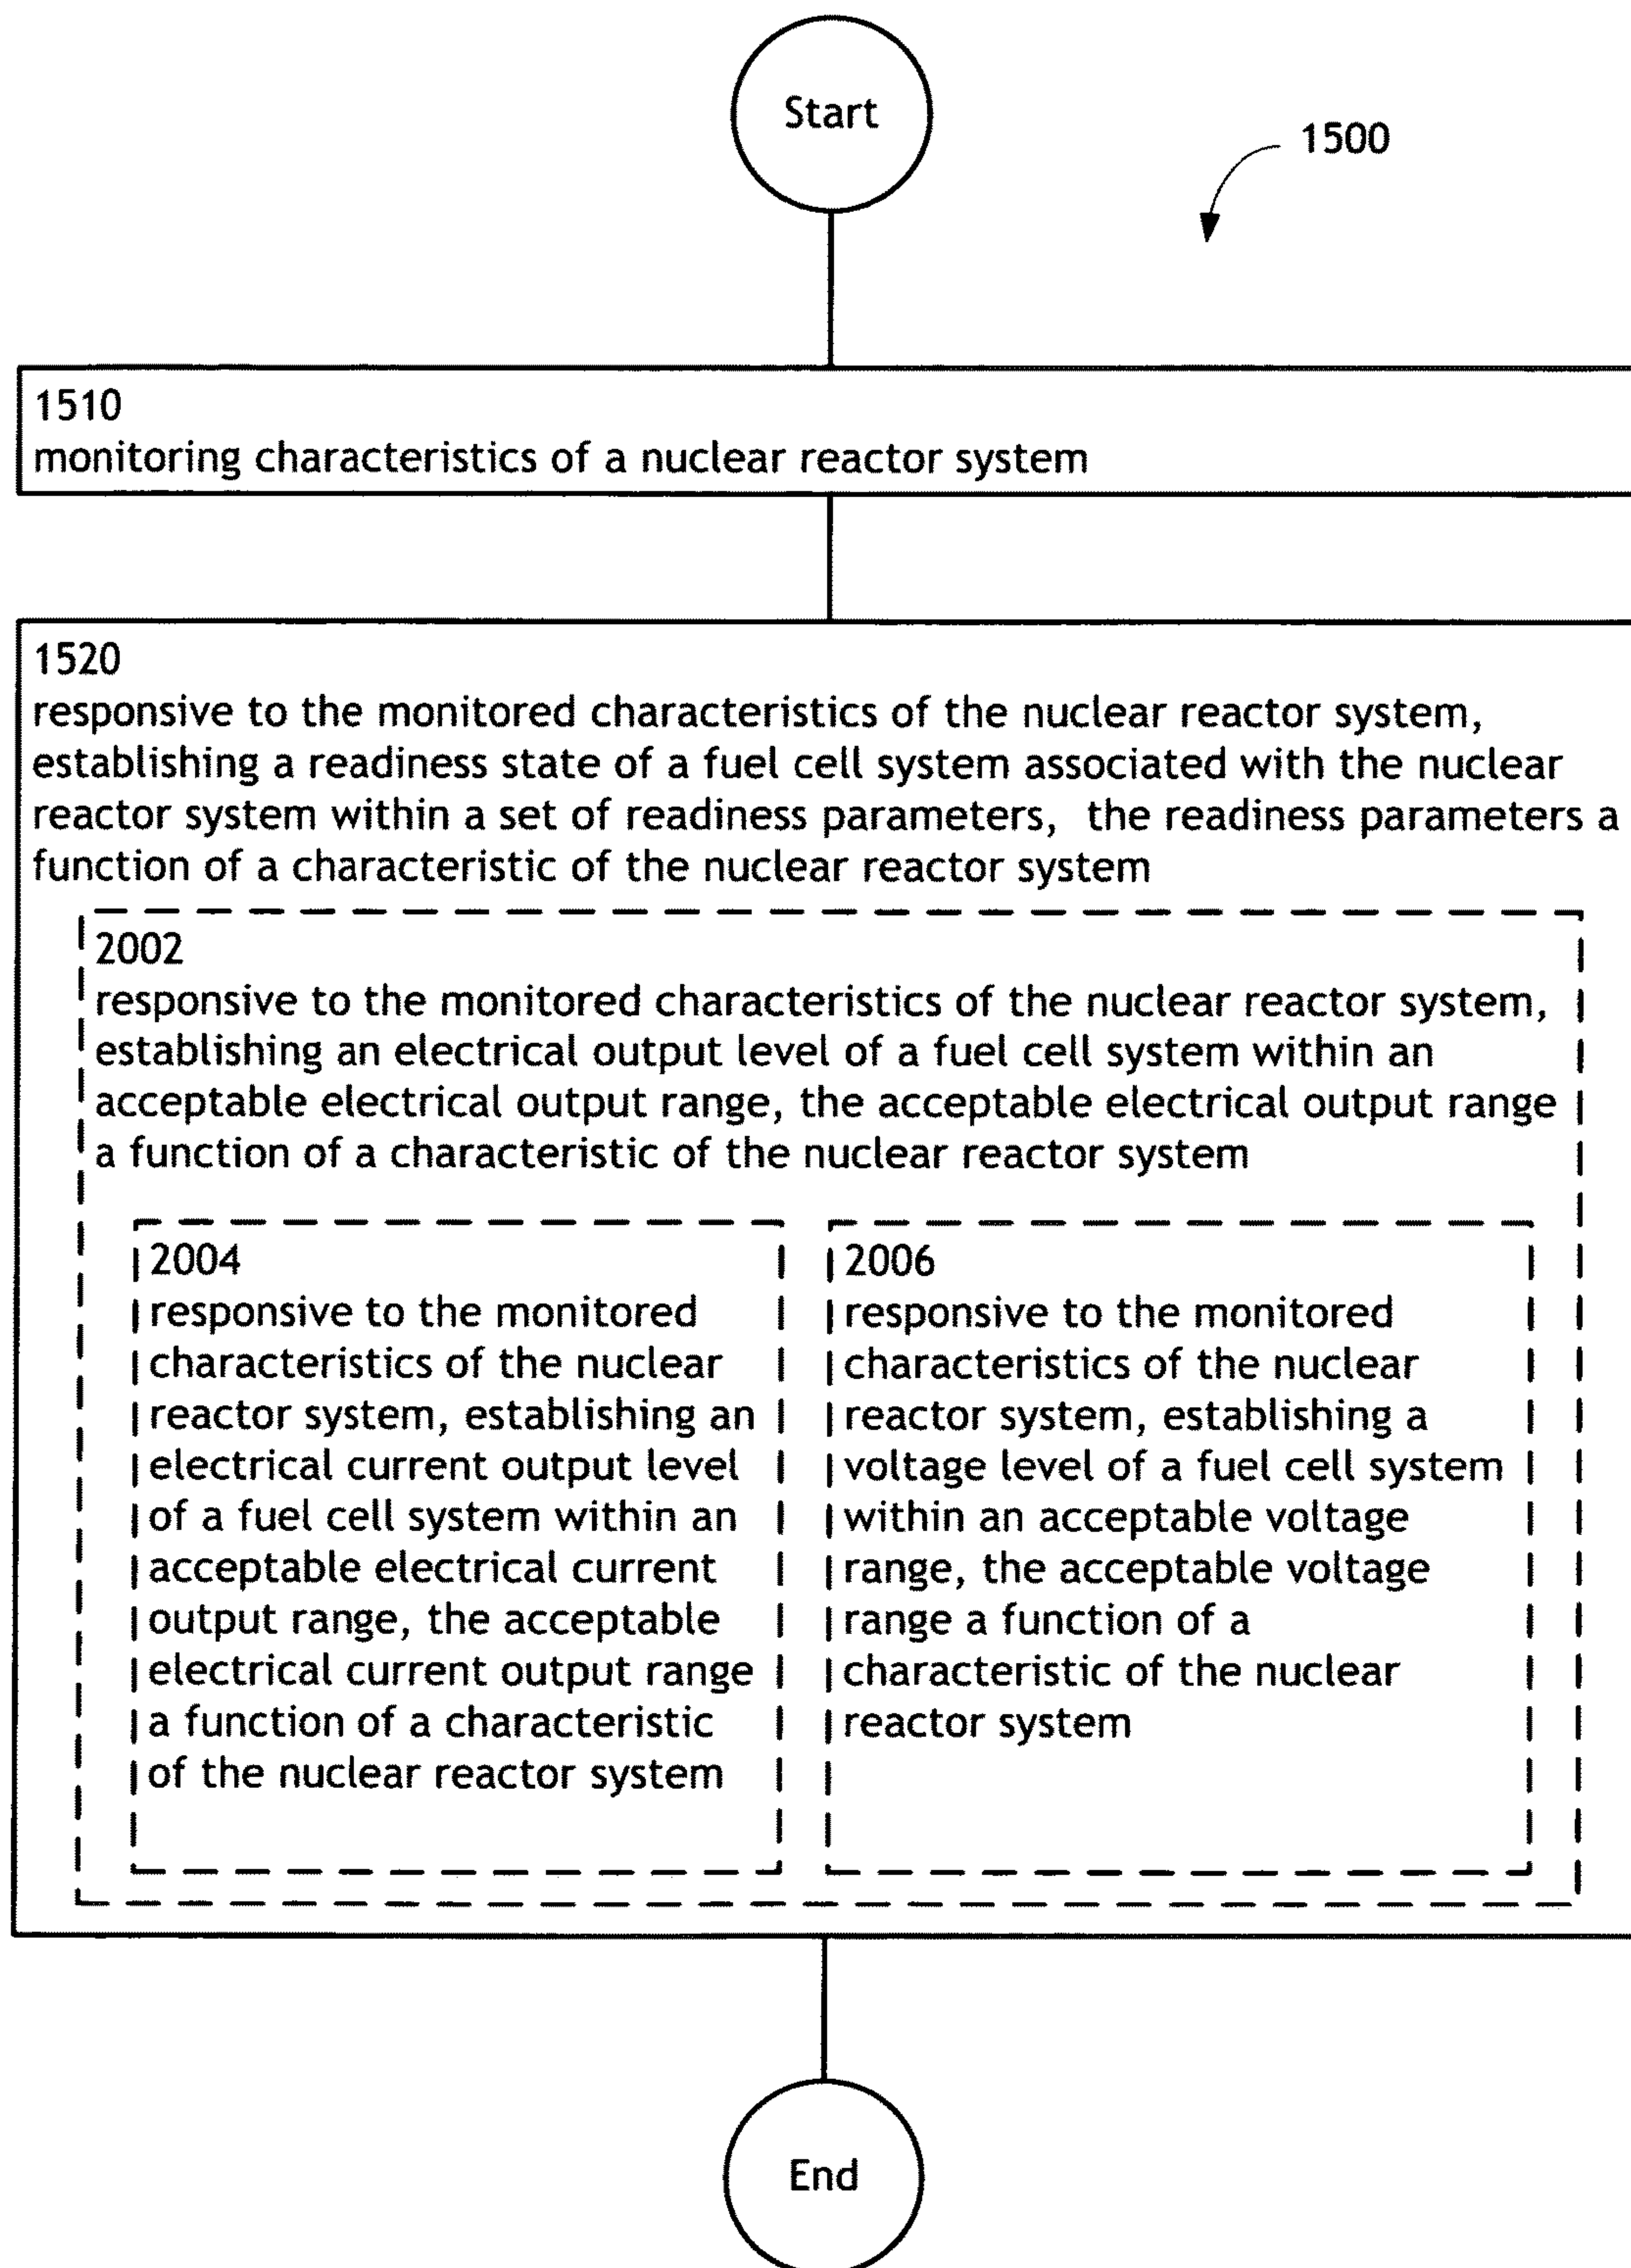 Start
1500
1510
monitoring characteristics of a nuclear reactor system
1520
responsive to the monitored characteristics of the nuclear reactor system,
establishing a readiness state of a fuel cell system associated with the nuclear
reactor system within a set of readiness parameters, the readiness parameters a
function of a characteristic of the nuclear reactor system
2002
responsive to the monitored characteristics of the nuclear reactor system,
establishing an electrical output level of a fuel cell system within an
acceptable electrical output range, the acceptable electrical output range
a function of a characteristic of the nuclear reactor system
2004
responsive to the monitored
characteristics of the nuclear
reactor system, establishing an
electrical current output level
of a fuel cell system within an
acceptable electrical current
output range, the acceptable
electrical current output range
a function of a characteristic
of the nuclear reactor system
2006
responsive to the monitored
characteristics of the nuclear
reactor system, establishing a
voltage level of a fuel cell system
within an acceptable voltage
range, the acceptable voltage
range a function of a
characteristic of the nuclear
reactor system
End